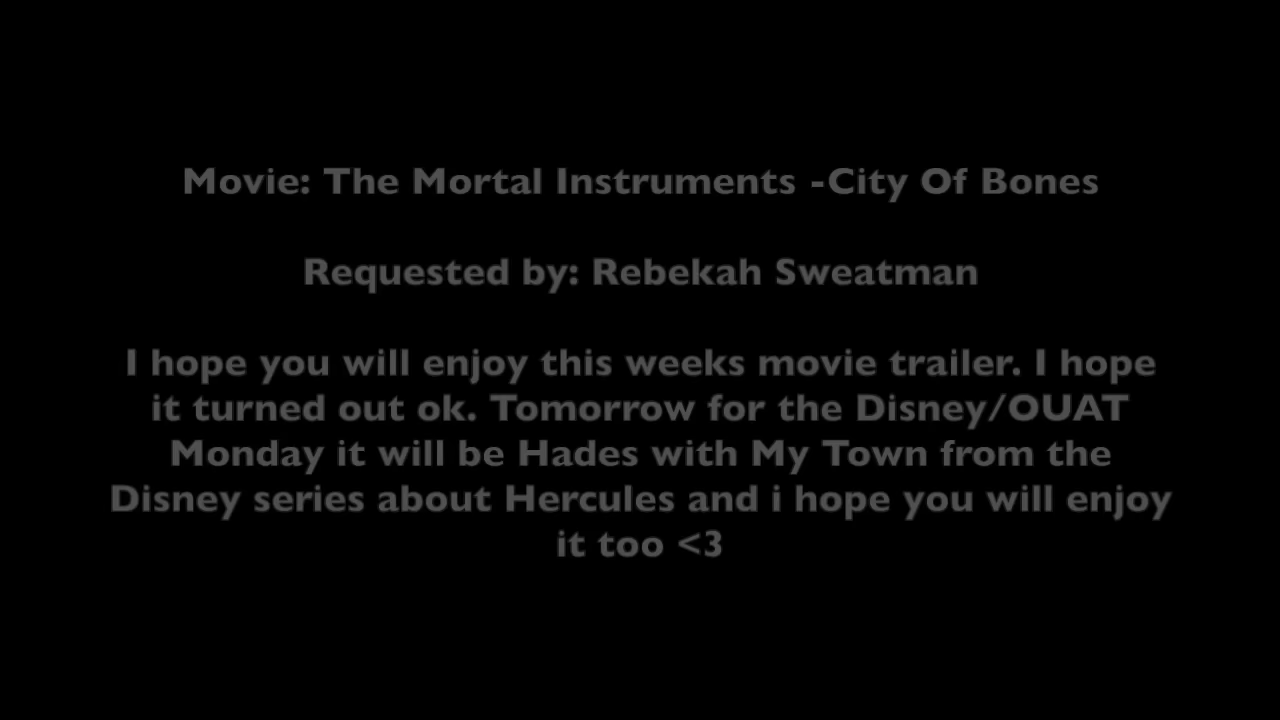 Movie: The Mortal Instruments -City Of Bones
Requested by: Rebekah Sweatman
I hope you will enjoy this weeks movie trailer. I hope
it turned out ok. Tomorrow for the Disney/OUAT
Monday it will be Hades with My Town from the
Disney series about Hercules and i hope you will enjoy
it too <3